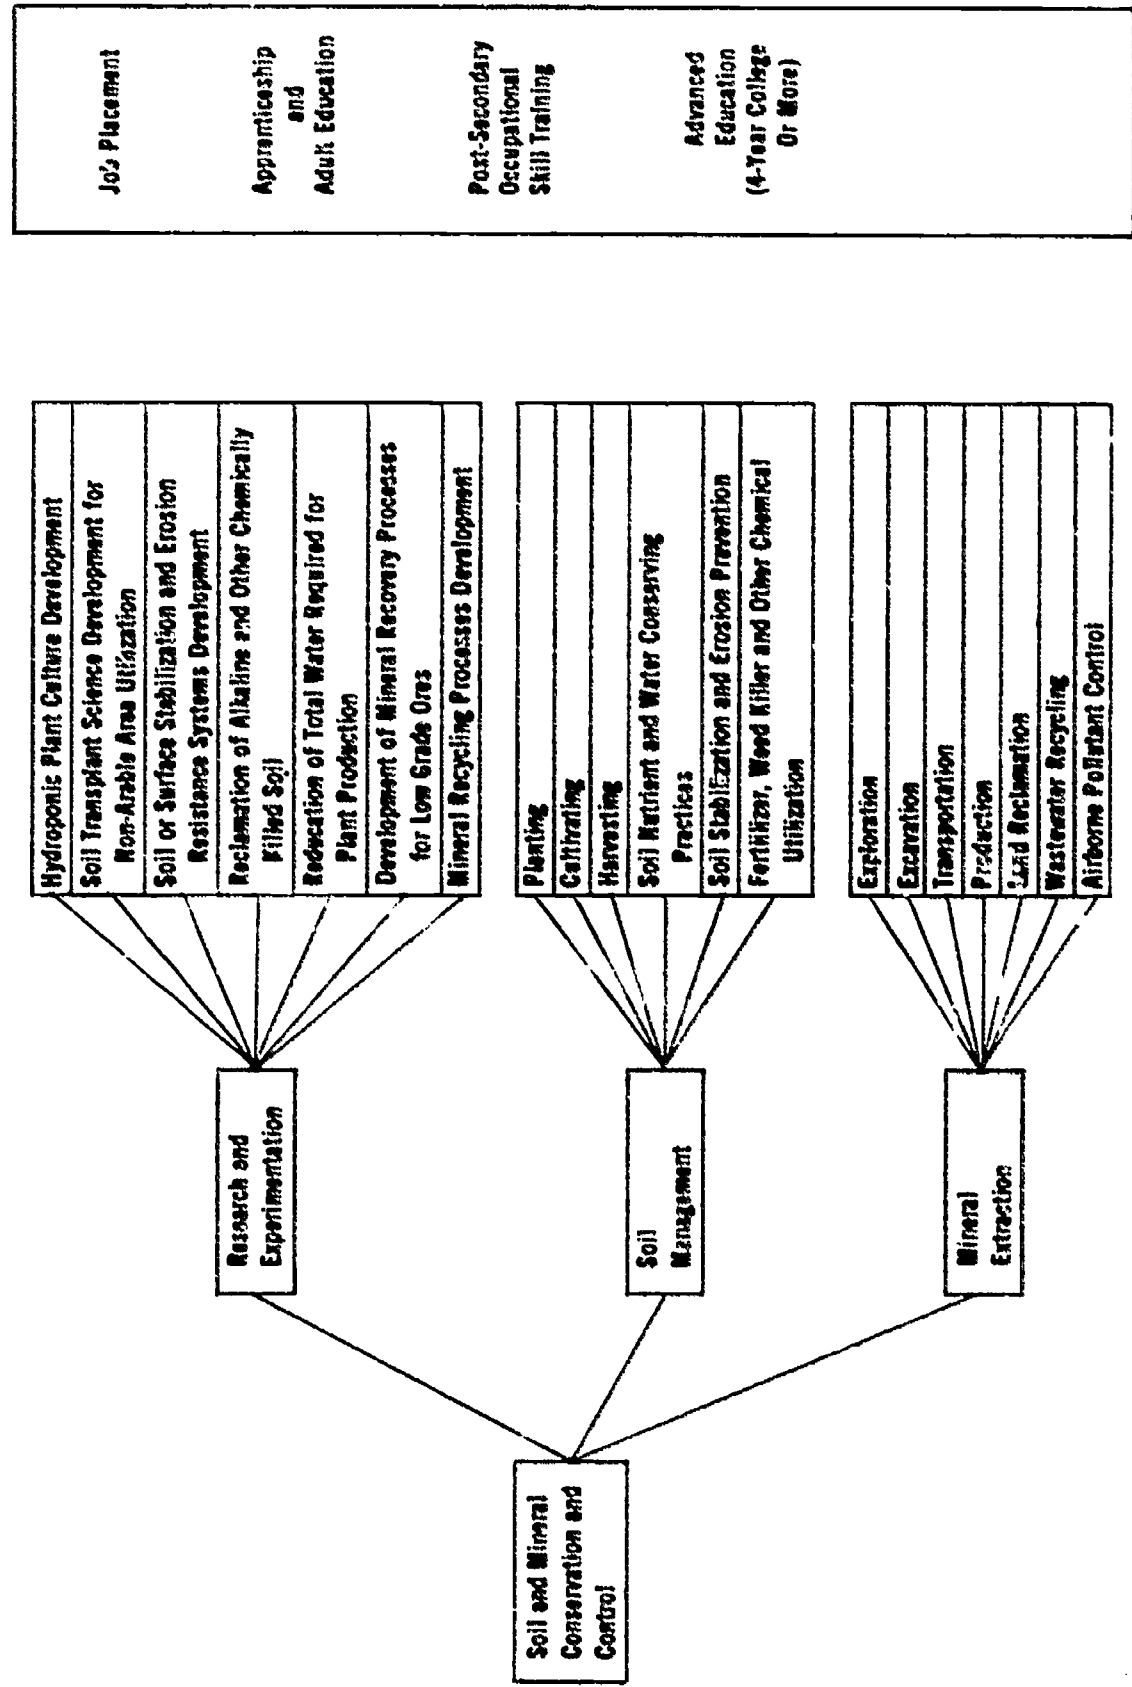 Soil and Mineral
Conservation and
Control
Research and
Experimentation
Soil
Management
Mineral
Extraction
Hydroponic Plant Culture Development
Soil Transplant Science Development for
Non-Arable Area Utilization
Soil or Surface Stabilization and Erosion
Resistance Systems Development
Reclamation of Alkaline and Other Chemically
Killed Soil
Reducation of Total Water Required for
Plant Production
Development of Mineral Recovery Processes
for Low Grade Ores
Mineral Recycling Processes Development
Planting
Cultivating
Harvesting
Soil Nutrient and Water Conserving
Practices
Soil Stabilization and Erosion Prevention
Fertilizer, Weed Killer and Other Chemical
Utilization
Exploration
Excavation
Transportation
Production
Land Reclamation
Wastewater Recycling
Airborne Pollutant Control
Job Placement
Apprenticeship
and
Adult Education
Post-Secondary
Occupational
Skill Training
Advanced
Education
(4-Year College
Or More)